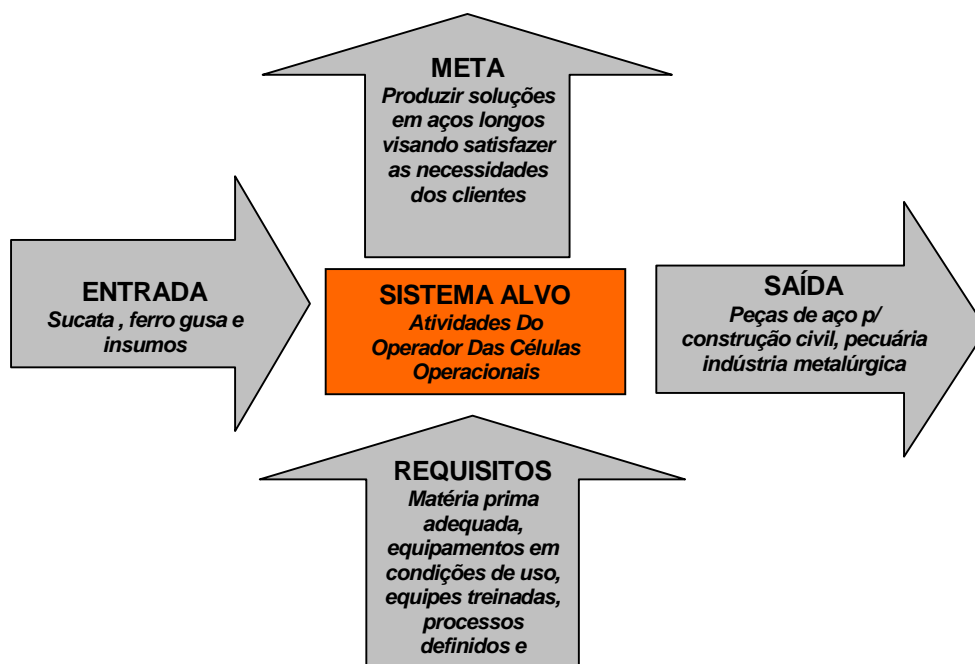 META
Produzir soluções
em aços longos
visando satisfazer
as necessidades
dos clientes
ENTRADA
Sucata , ferro gusa e
insumos
SISTEMA ALVO
Atividades Do
Operador Das Células
Operacionais
SAÍDA
Peças de aço p/
construção civil, pecuária
indústria metalúrgica
REQUISITOS
Matéria prima
adequada,
equipamentos em
condições de uso,
equipes treinadas,
processos
definidos e